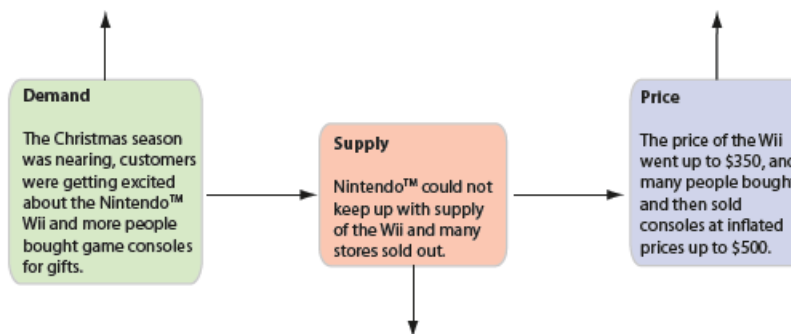 Demand
The Christmas season
was nearing, customers
were getting excited
about the Nintendo™
Wii and more people
bought game consoles
for gifts.
Supply
Nintendo™ could not
keep up with supply
of the Wii and many
stores sold out.
Price
The price of the Wii
went up to $350, and
many people bought
and then sold
consoles at inflated
prices up to $500.